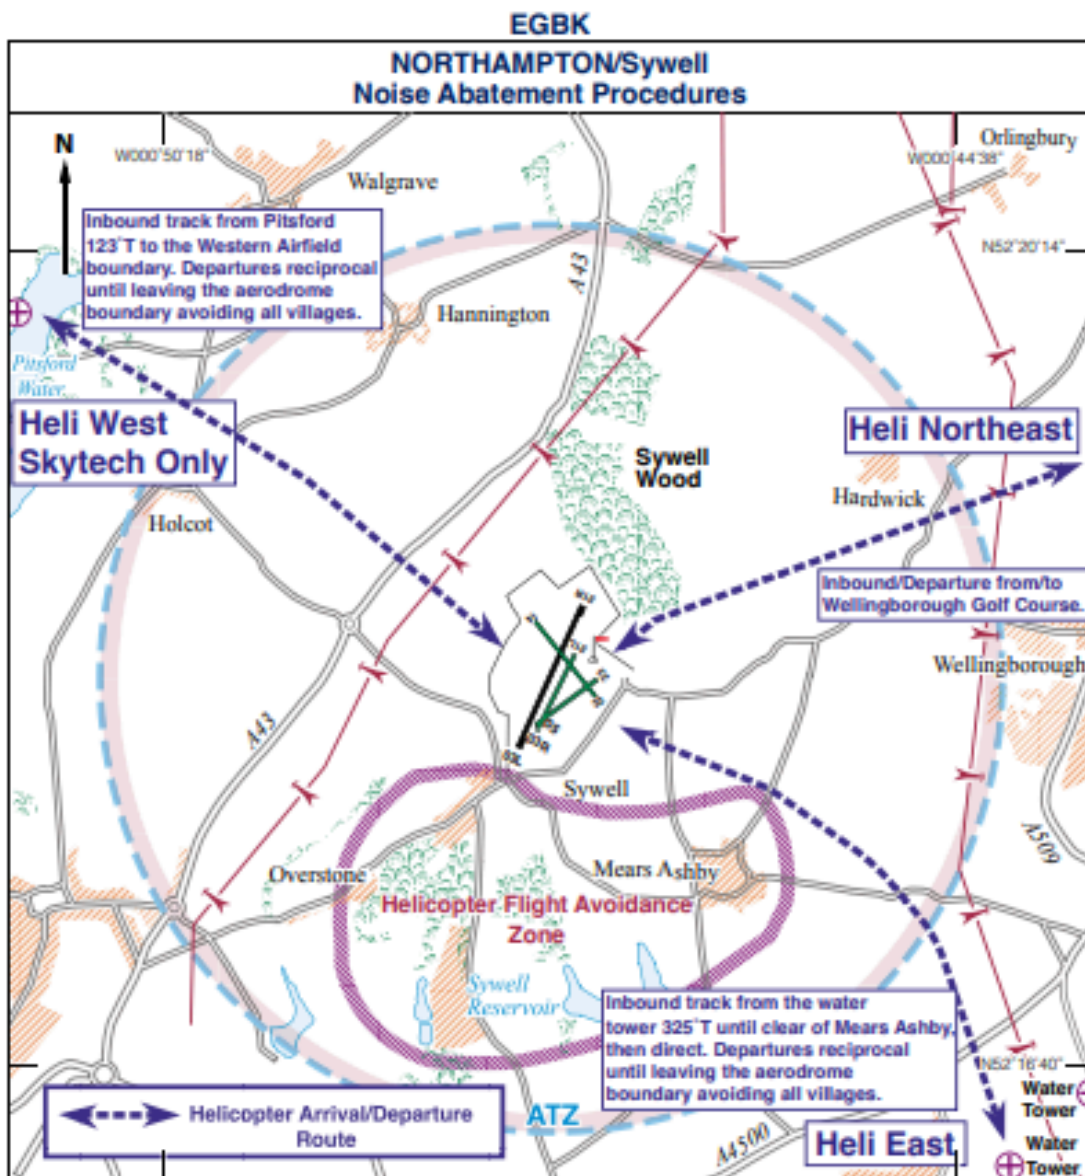 EGBK
NORTHAMPTON/Sywell
Noise Abatement Procedures
N
W000°50'18"
W000°44'38"
Orlingbury
Walgrave
Inbound track from Pitsford
123°T to the Western Airfield
boundary. Departures reciprocal
until leaving the aerodrome
boundary avoiding all villages.
N52°20'14"
A43
Hannington
Pitsford
Water
Heli West
Skytech Only
Heli Northeast
Sywell
Wood
Hardwick
Holcot
Inbound/Departure from/to
Wellingborough Golf Course.
Wellingborough
A43
03L
Sywell
A509
Overstone
Mears Ashby
Helicopter Flight Avoidance
Zone
Sywell
Reservoir
Inbound track from the water
tower 325°T until clear of Mears Ashby,
then direct. Departures reciprocal
until leaving the aerodrome
boundary avoiding all villages.
N52°16'40"
Water
Tower
Helicopter Arrival/Departure
Route
ATZ
A4500
Heli East
Water
Tower